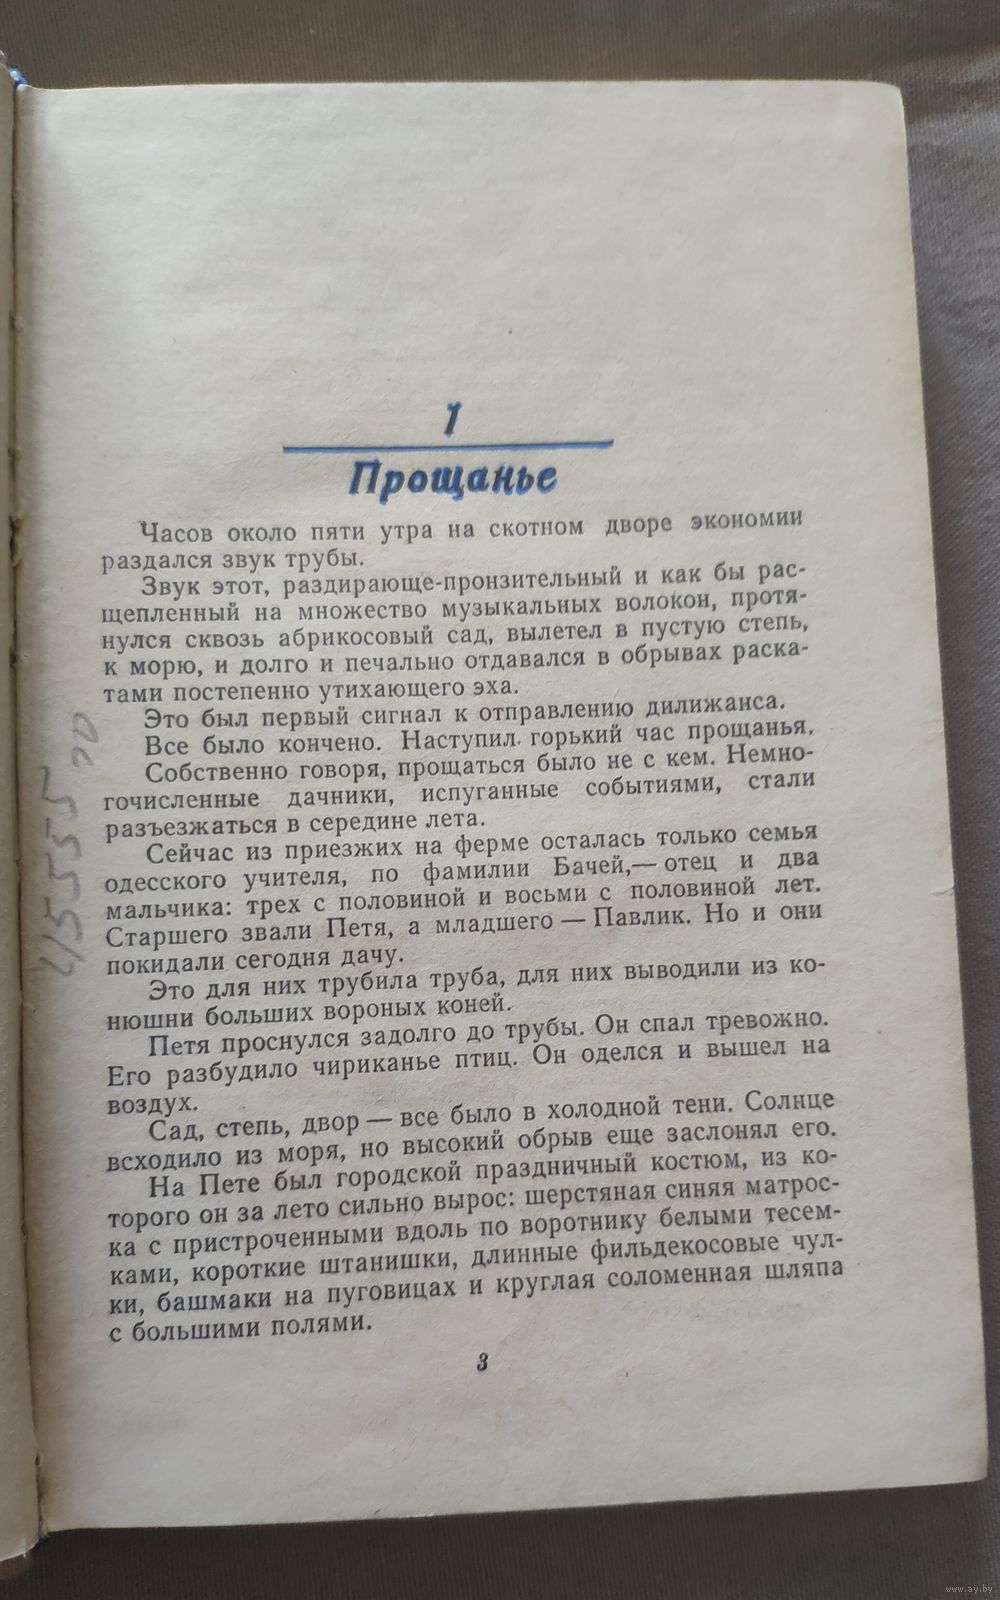 1
Прощанье
Часов около пяти утра на скотном дворе экономии
раздался звук трубы.
Звук этот, раздирающе-пронзительный и как бы рас-
щепленный на множество музыкальных волокон, протя-
нулся сквозь абрикосовый сад, вылетел в пустую степь,
к морю, и долго и печально отдавался в обрывах раска-
тами постепенно утихающего эха.
Это был первый сигнал к отправлению дилижанса.
Все было кончено. Наступил горький час прощанья.
Собственно говоря, прощаться было не с кем. Немно-
гочисленные дачники, испуганные событиями, стали
разъезжаться в середине лета.
Сейчас из приезжих на ферме осталась только семья
одесского учителя, по фамилии Бачей,— отец и два
мальчика: трех с половиной и восьми с половиной лет.
Старшего звали Петя, а младшего — Павлик. Но и они
покидали сегодня дачу.
Это для них трубила труба, для них выводили из ко-
нюшни больших вороных коней.
Петя проснулся задолго до трубы. Он спал тревожно.
Его разбудило чириканье птиц. Он оделся и вышел на
воздух.
Сад, степь, двор — все было в холодной тени. Солнце
всходило из моря, но высокий обрыв еще заслонял его.
На Пете был городской праздничный костюм, из ко-
торого он за лето сильно вырос: шерстяная синяя матрос-
ка с пристроченными вдоль по воротнику белыми тесем-
ками, короткие штанишки, длинные фильдекосовые чул-
ки, башмаки на пуговицах и круглая соломенная шляпа
с большими полями.
3
www.ay.by